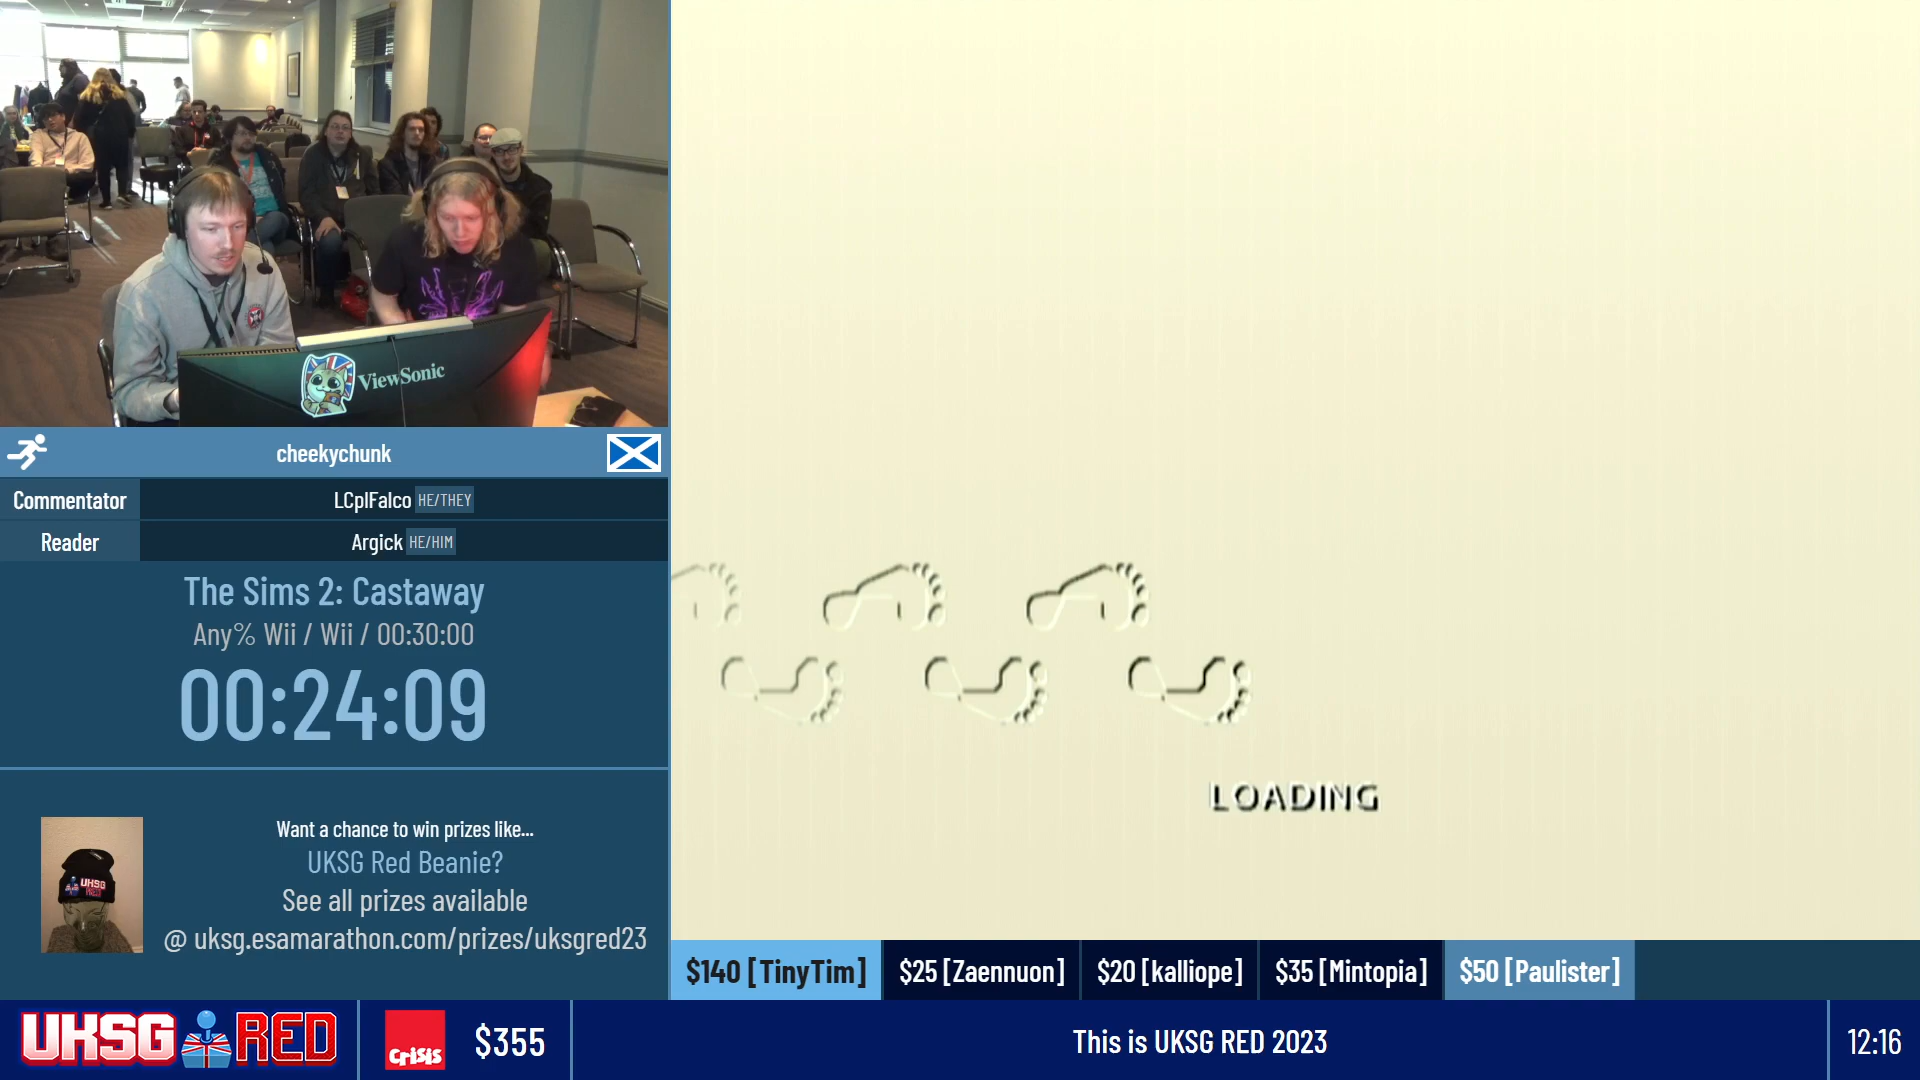 ViewSonic
cheekychunk
Commentator
LCplFalco HE/THEY
Reader
Argick HE/HIM
The Sims 2: Castaway
Any% Wii / Wii / 00:30:00
00:24:09
Want a chance to win prizes like...
UKSG Red Beanie?
See all prizes available
@ uksg.esamarathon.com/prizes/uksgred23
UKSG RED
LOADING
$140 [TinyTim]
$25 [Zaennuon]
$20 [kalliope]
$35 [Mintopia]
$50 [Paulister]
UKSG RED
Crisis
$355
This is UKSG RED 2023
12:16